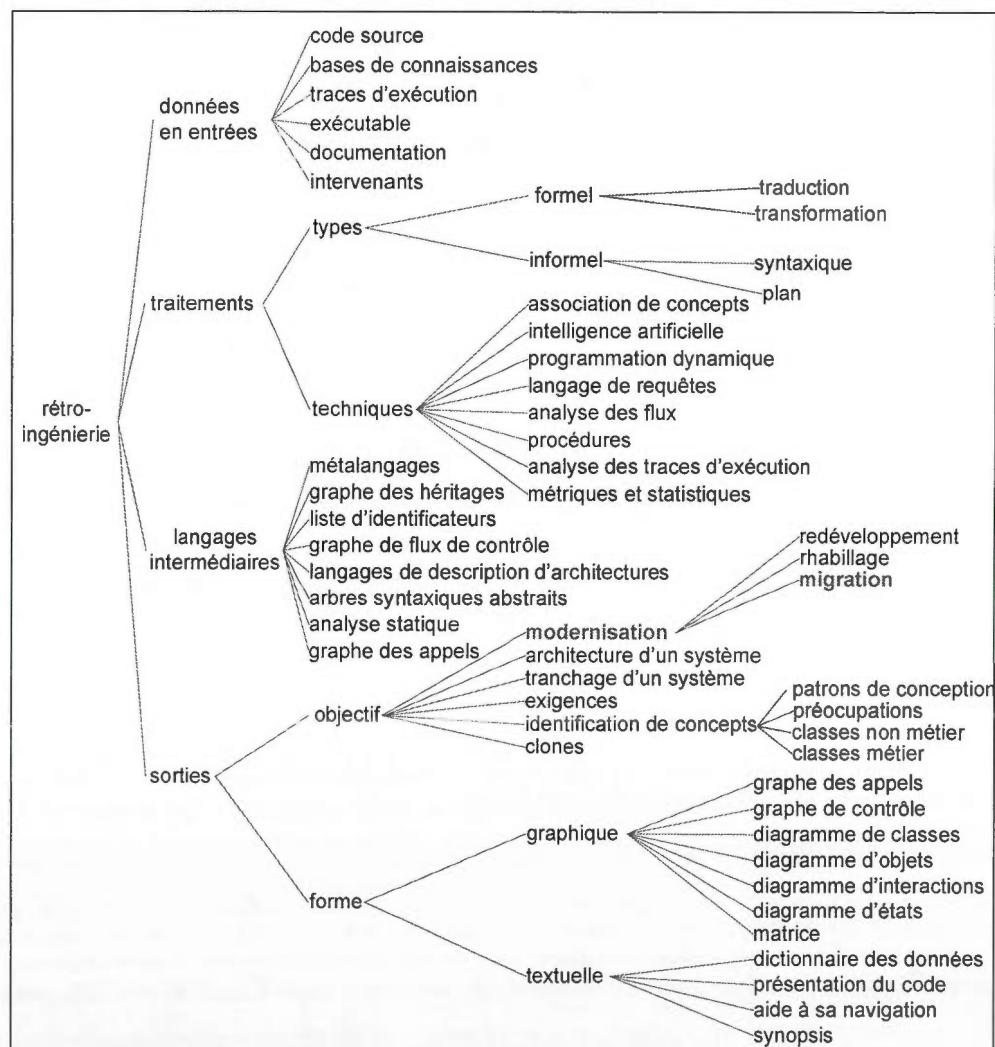 code source
bases de connaissances
traces d'exécution
exécutable
documentation
intervenants
données
en entrées
formel
traduction
transformation
types
informel
syntaxique
plan
traitements
association de concepts
intelligence artificielle
programmation dynamique
langage de requêtes
techniques
analyse des flux
procédures
analyse des traces d'exécution
métriques et statistiques
rétro-
ingénierie
métalangages
graphe des héritages
liste d'identificateurs
langages
intermédiaires
graphe de flux de contrôle
langages de description d'architectures
arbres syntaxiques abstraits
analyse statique
graphe des appels
redéveloppement
rhabillage
migration
modernisation
architecture d'un système
tranchage d'un système
exigences
objectif
identification de concepts
clones
patrons de conception
préocupations
classes non métier
classes métier
sorties
graphe des appels
graphe de contrôle
graphique
diagramme de classes
diagramme d'objets
diagramme d'interactions
diagramme d'états
matrice
forme
textuelle
dictionnaire des données
présentation du code
aide à sa navigation
synopsis